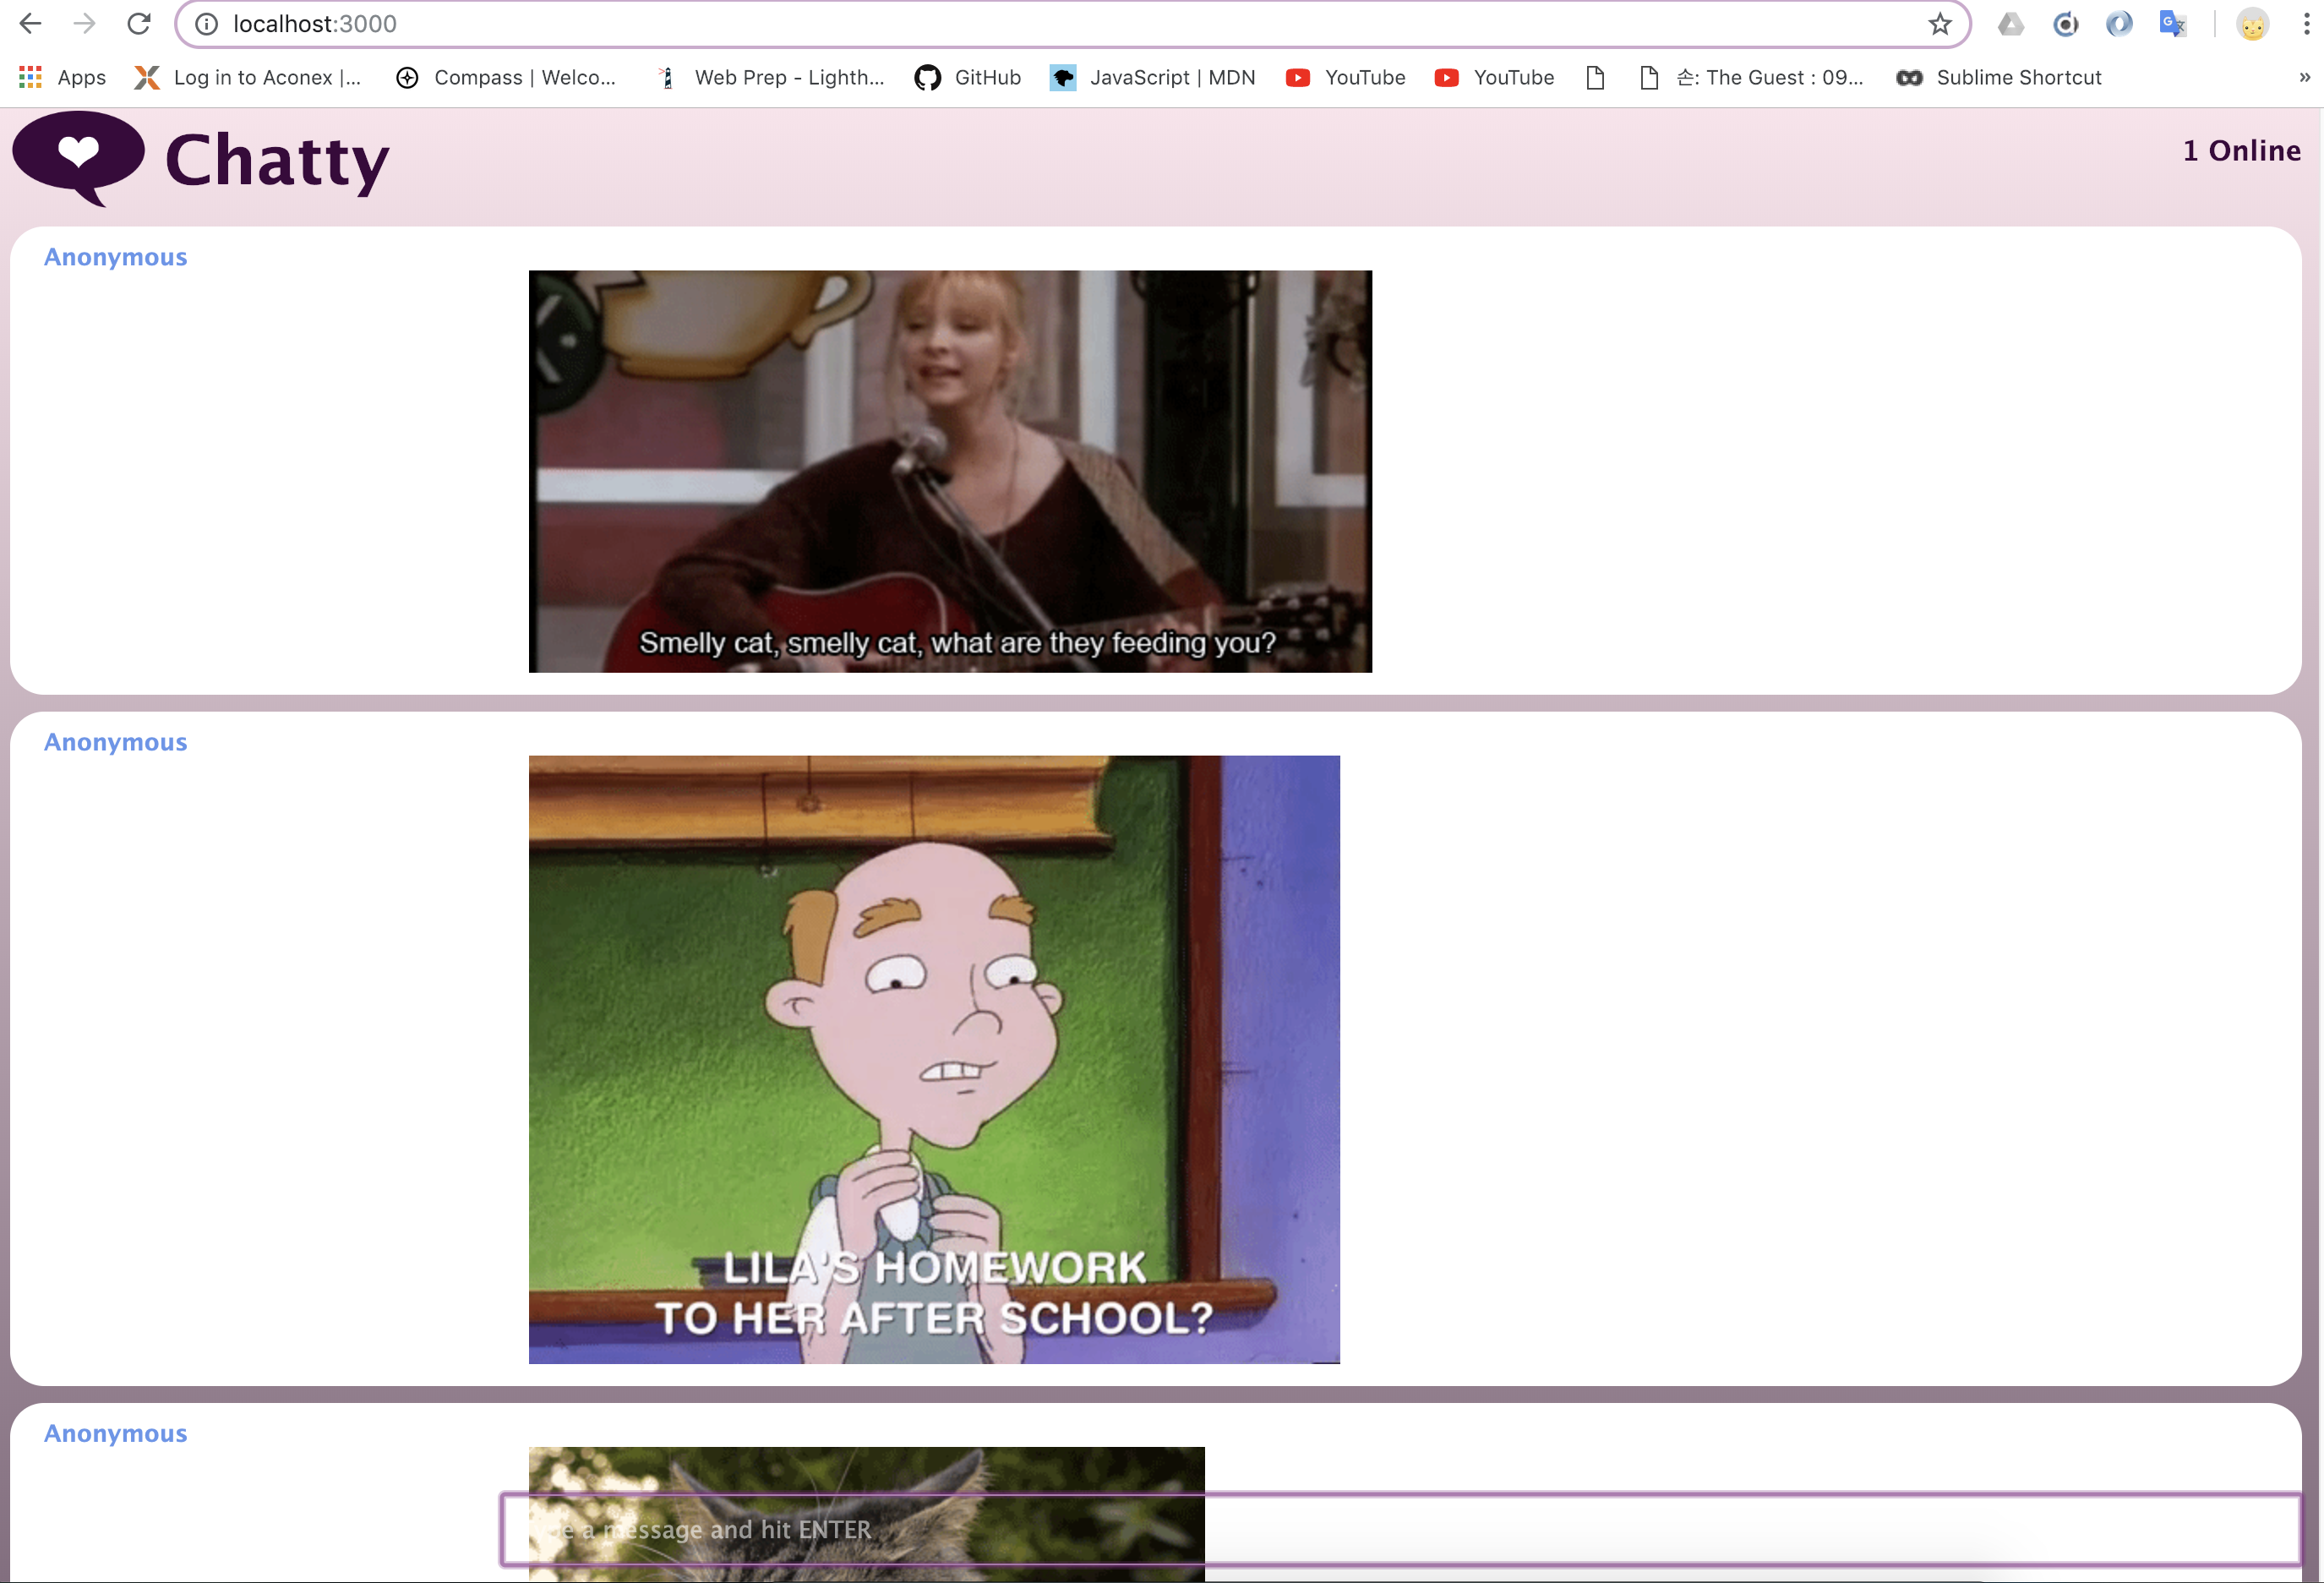 localhost:3000
Apps
Log in to Aconex |...
Compass | Welco...
Web Prep - Lighth...
GitHub
JavaScript | MDN
YouTube
YouTube
손: The Guest : 09...
Sublime Shortcut
»
Chatty
1 Online
Anonymous
Smelly cat, smelly cat, what are they feeding you?
Anonymous
LILA'S HOMEWORK
TO HER AFTER SCHOOL?
Anonymous
a message and hit ENTER